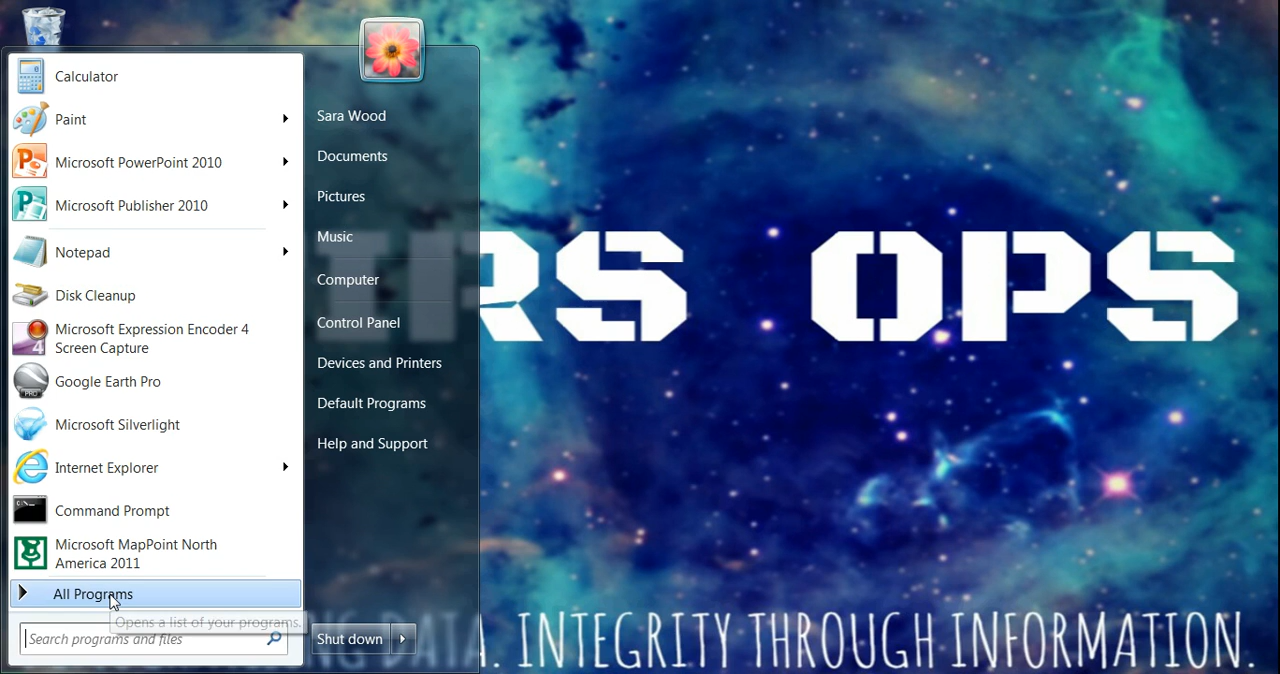 Calculator
Paint
Microsoft PowerPoint 2010
Microsoft Publisher 2010
Notepad
Disk Cleanup
Microsoft Expression Encoder 4
Screen Capture
Google Earth Pro
Microsoft Silverlight
Internet Explorer
Command Prompt
Microsoft MapPoint North
America 2011
All Programs
Opens a list of your programs.
Search programs and files
Sara Wood
Documents
Pictures
Music
Computer
Control Panel
Devices and Printers
Default Programs
Help and Support
Shut down
IRS OPS
DATA. INTEGRITY THROUGH INFORMATION.